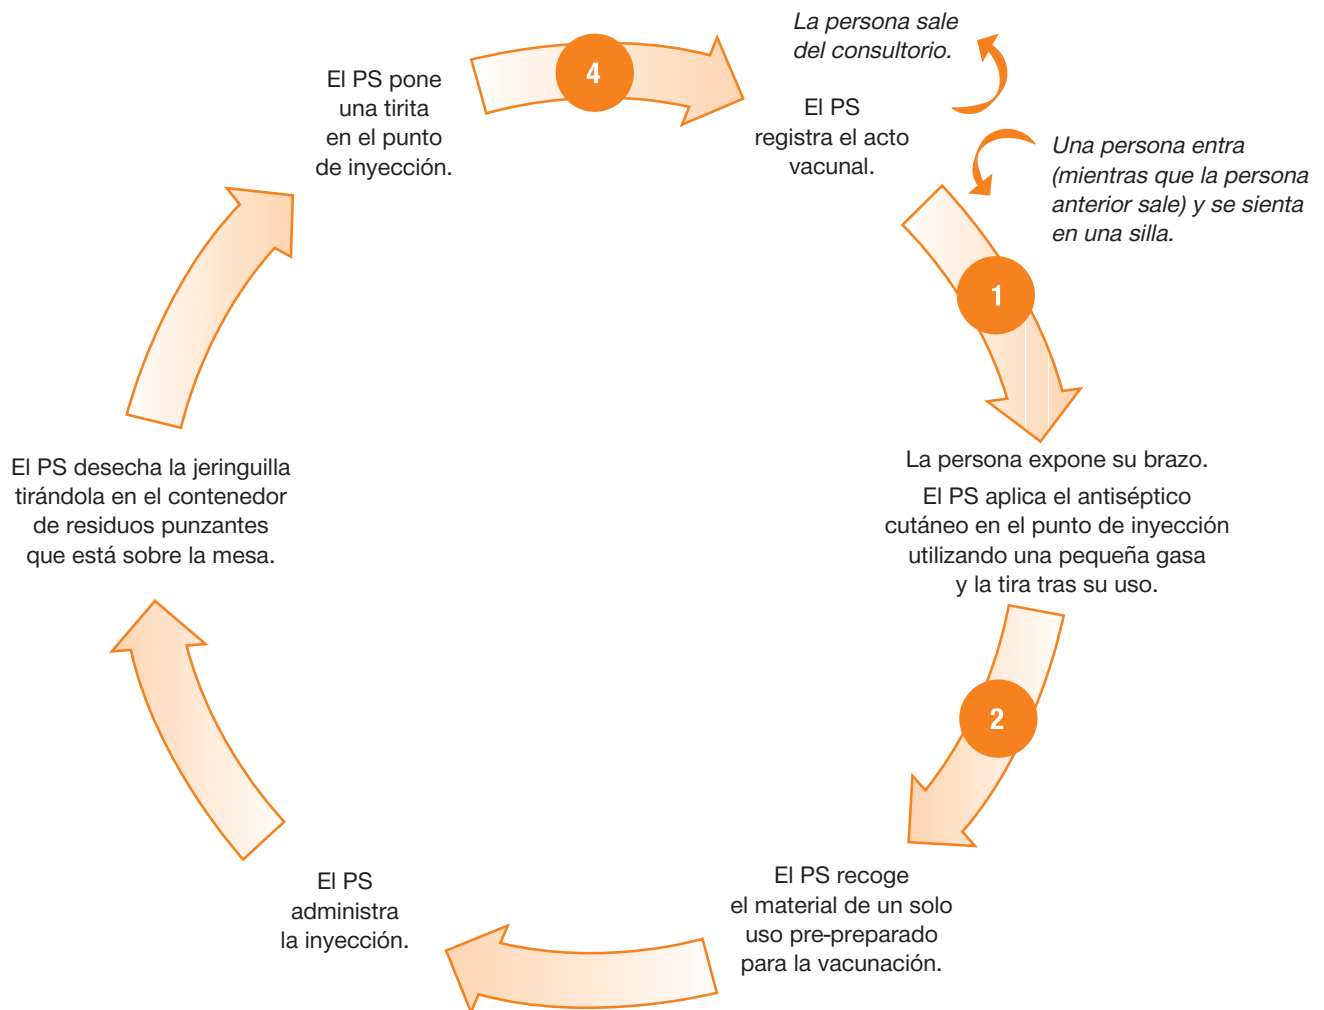 La persona sale
del consultorio.
4
El PS pone
una tirita
en el punto
de inyección.
El PS
registra el acto
vacunal.
Una persona entra
(mientras que la persona
anterior sale) y se sienta
en una silla.
1
La persona expone su brazo.
El PS aplica el antiséptico
cutáneo en el punto de inyección
utilizando una pequeña gasa
y la tira tras su uso.
El PS desecha la jeringuilla
tirándola en el contenedor
de residuos punzantes
que está sobre la mesa.
2
El PS recoge
el material de un solo
uso pre-preparado
para la vacunación.
El PS
administra
la inyección.